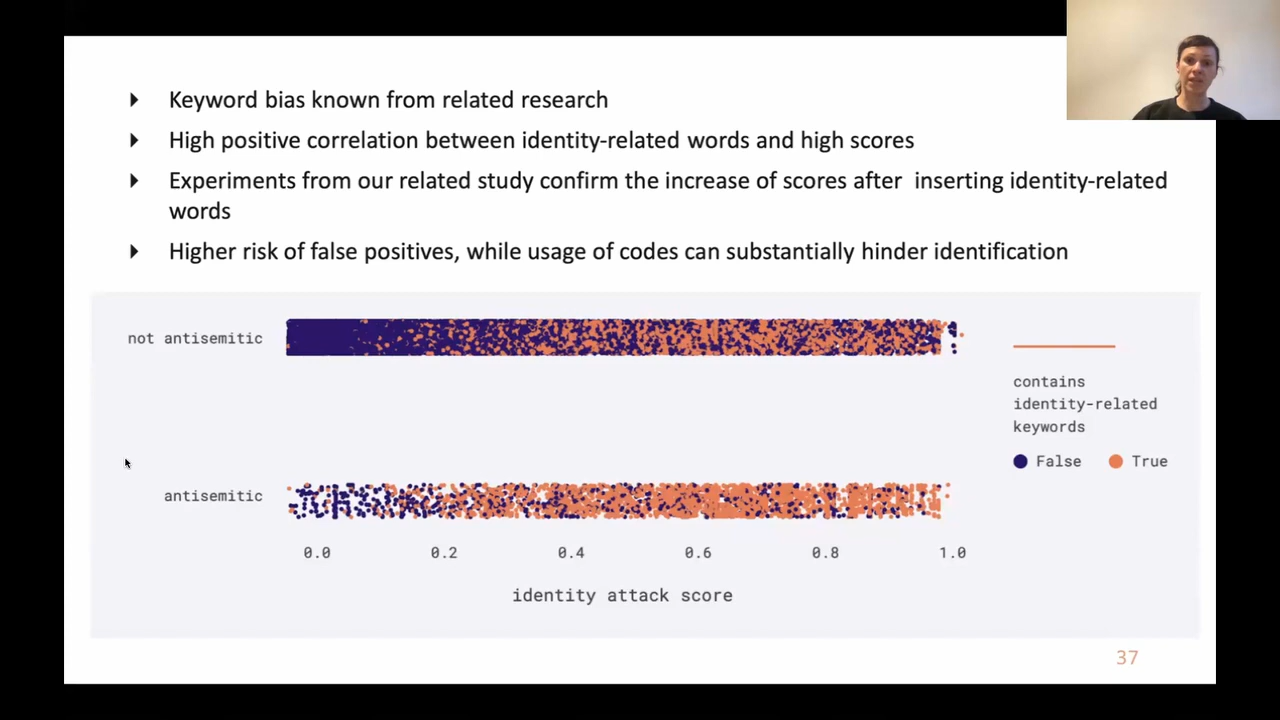 Keyword bias known from related research
High positive correlation between identity-related words and high scores
Experiments from our related study confirm the increase of scores after inserting identity-related
words
Higher risk of false positives, while usage of codes can substantially hinder identification
not antisemitic
antisemitic
0.0 0.2 0.4 0.6 0.8 1.0
identity attack score
contains
identity-related
keywords
False True
37